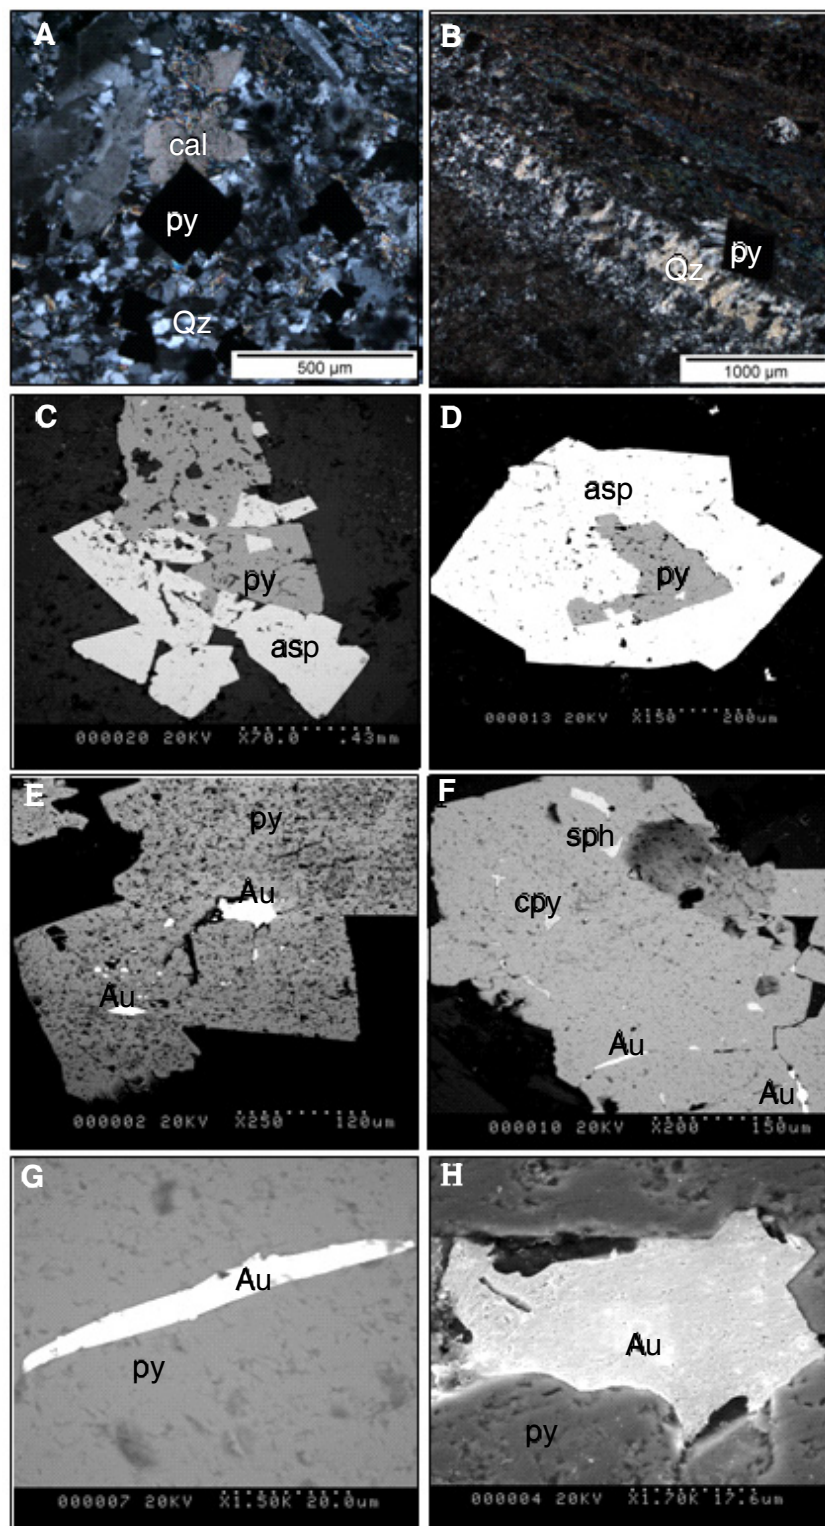 A
cal
py
Qz
500 µm
B
py
Qz
1000 µm
C
py
asp
000020 20KV X70.0 .43mm
D
asp
py
000013 20KV X150 200um
E
py
Au
Au
000002 20KV X250 120um
F
sph
cpy
Au
Au
000010 20KV X200 150um
G
Au
py
000007 20KV X1.50K 20.0um
H
Au
py
000004 20KV X1.70K 17.6um